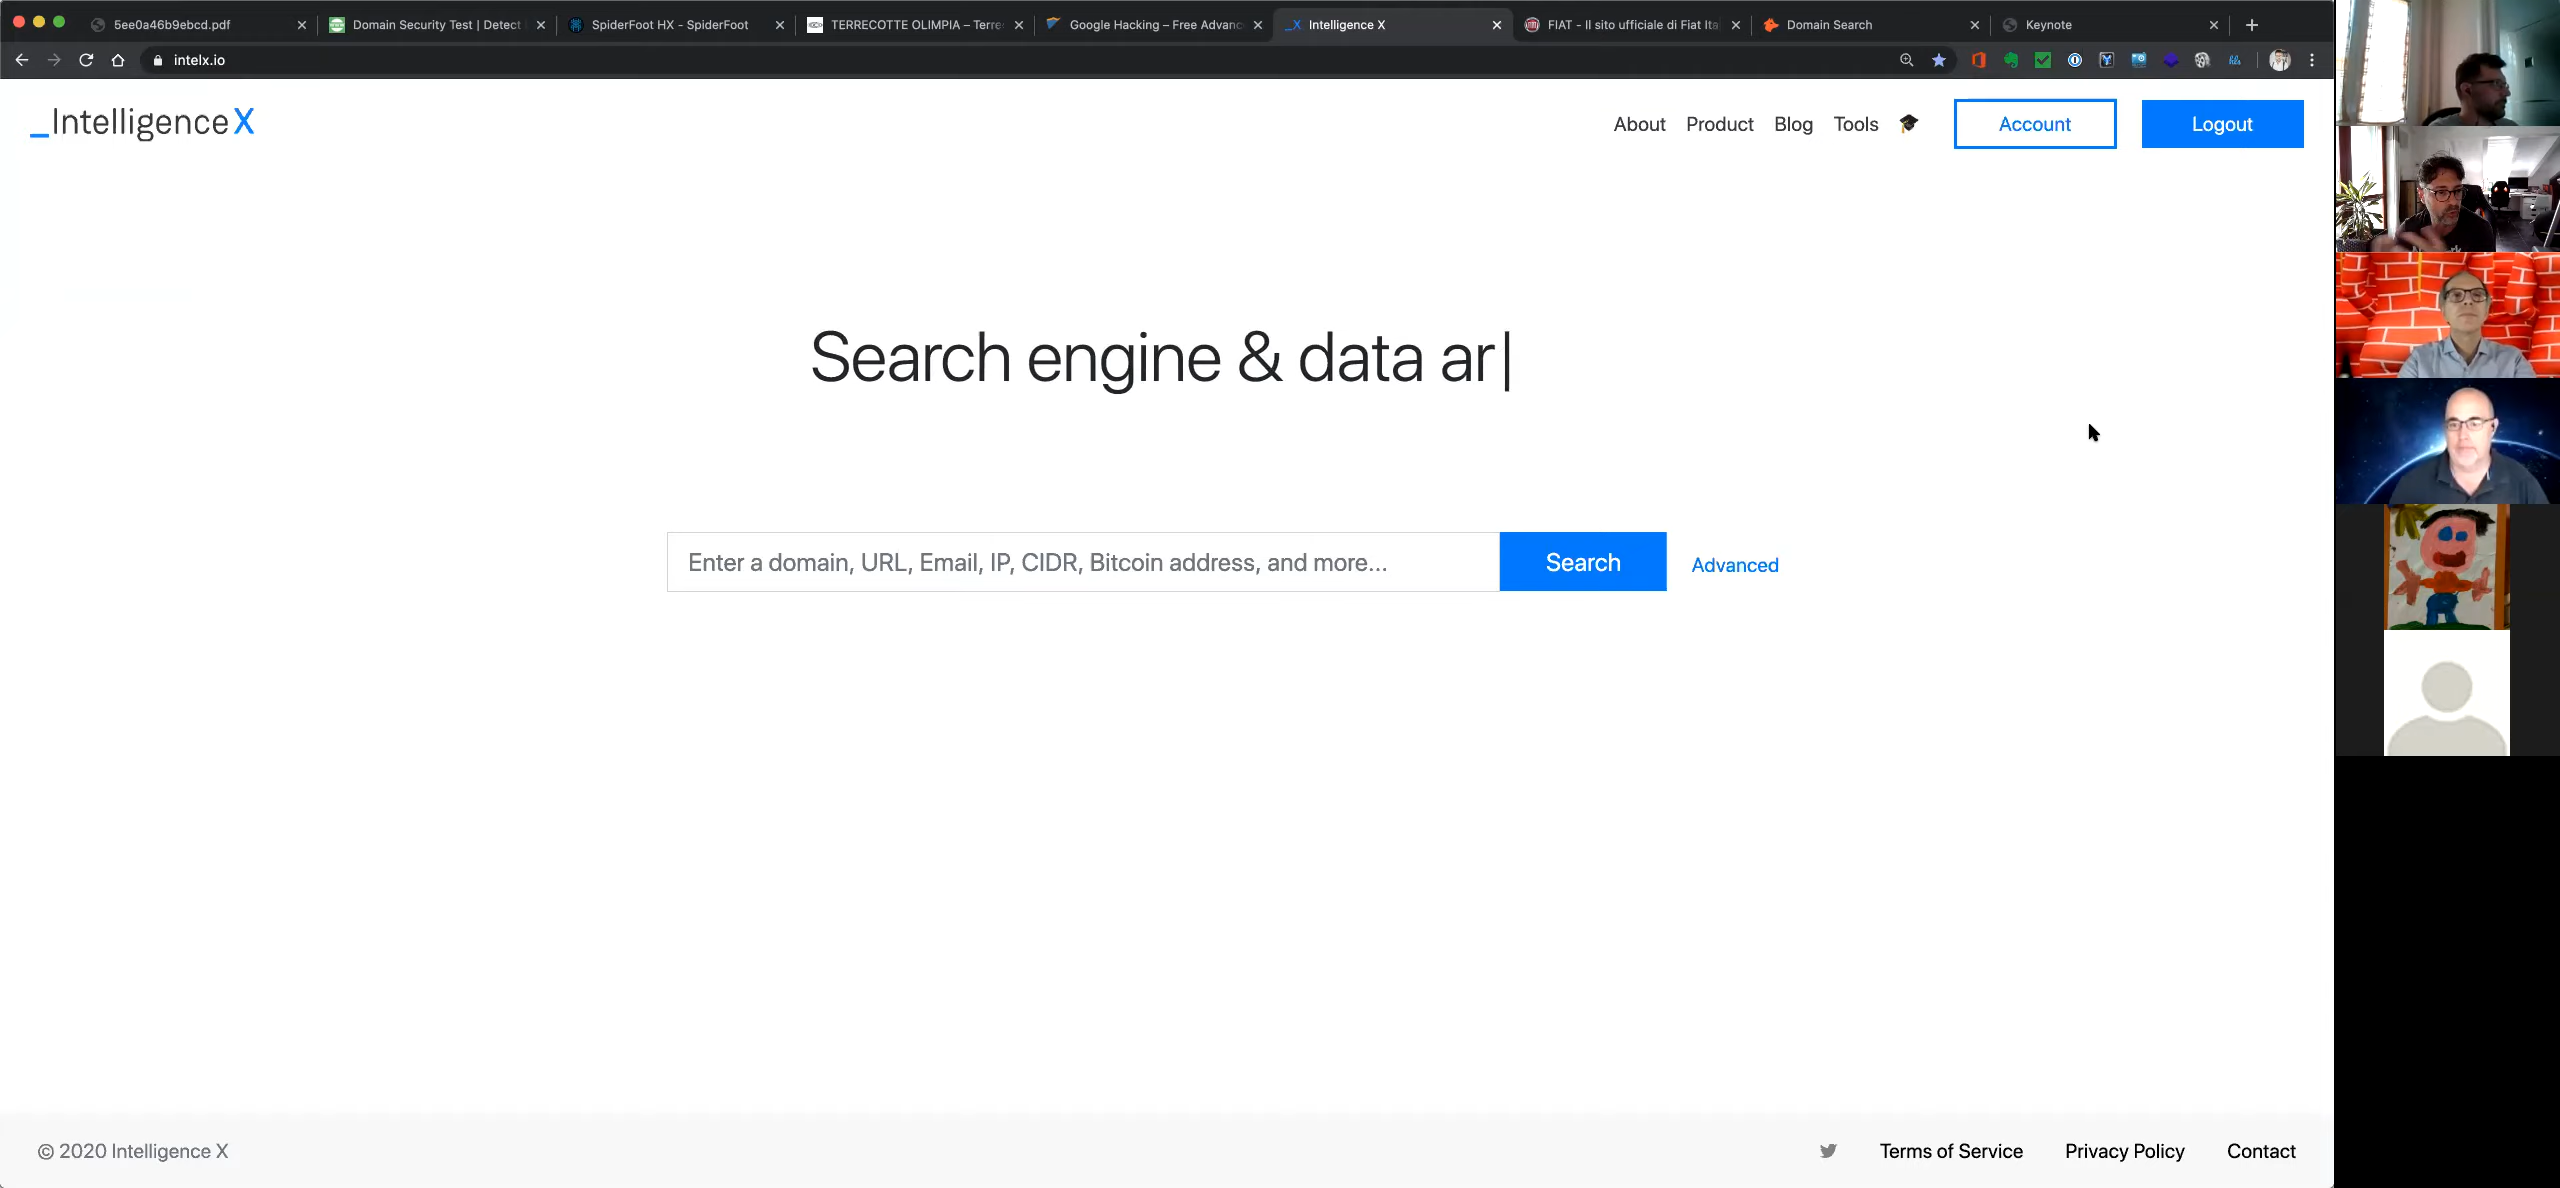 5ee0a46b9ebcd.pdf
Domain Security Test | Detect
SpiderFoot HX - SpiderFoot
TERRECOTTE OLIMPIA – Terre
Google Hacking – Free Advanc
_X Intelligence X
FIAT - Il sito ufficiale di Fiat Ita
Domain Search
Keynote
intelx.io
_IntelligenceX
About
Product
Blog
Tools
Account
Logout
Search engine & data ar|
Enter a domain, URL, Email, IP, CIDR, Bitcoin address, and more...
Search
Advanced
© 2020 Intelligence X
Terms of Service
Privacy Policy
Contact